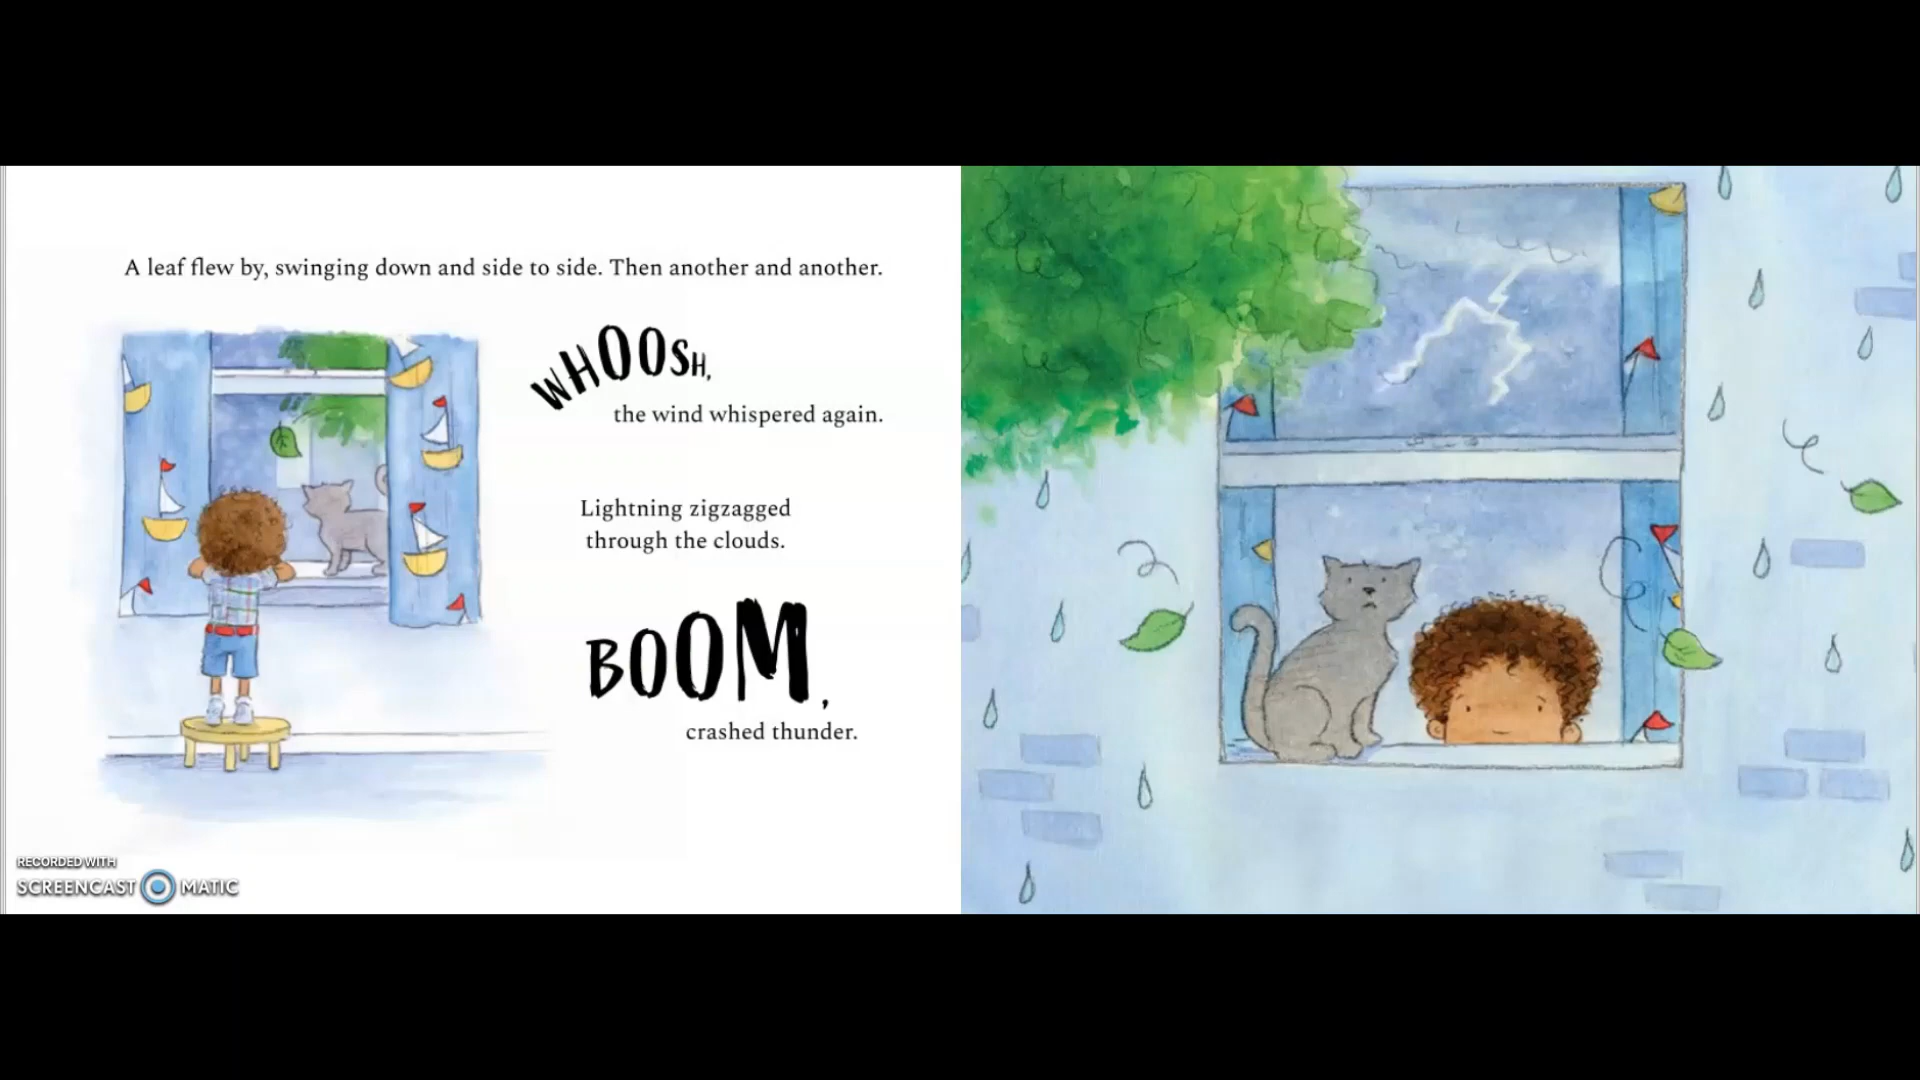 A leaf flew by, swinging down and side to side. Then another and another.
WHOOSH,
the wind whispered again.
Lightning zigzagged
through the clouds.
BOOM,
crashed thunder.
RECORDED WITH
SCREENCAST MATIC